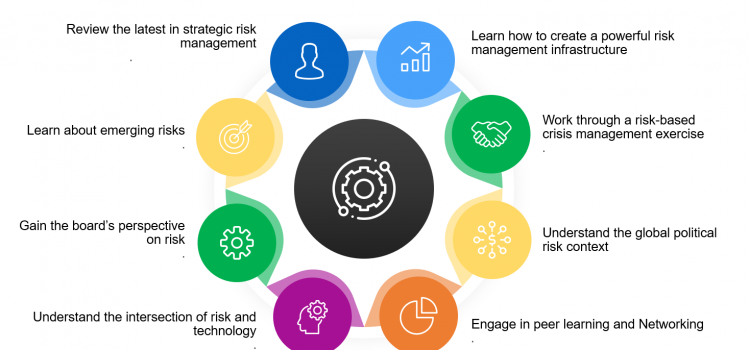 Review the latest in strategic risk
management
.
Learn how to create a powerful risk
management infrastructure
Learn about emerging risks
.
Work through a risk-based
crisis management exercise
.
Gain the board's perspective
on risk
.
Understand the global political
risk context
$
Understand the intersection of risk and
technology
.
Engage in peer learning and Networking
.